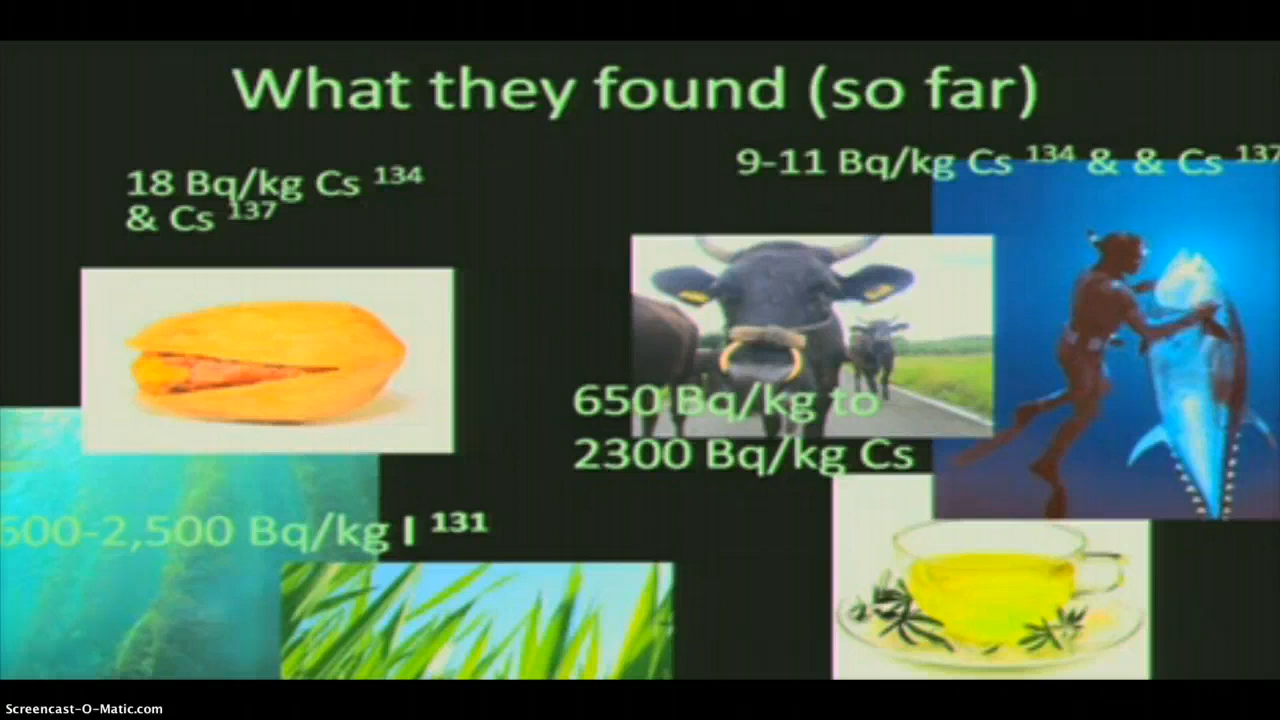 What they found (so far)
18 Bq/kg Cs ¹³⁴
& Cs ¹³⁷
9-11 Bq/kg Cs ¹³⁴ & & Cs ¹³⁷
650 Bq/kg to
2300 Bq/kg Cs
600-2,500 Bq/kg I ¹³¹
Screencast-O-Matic.com